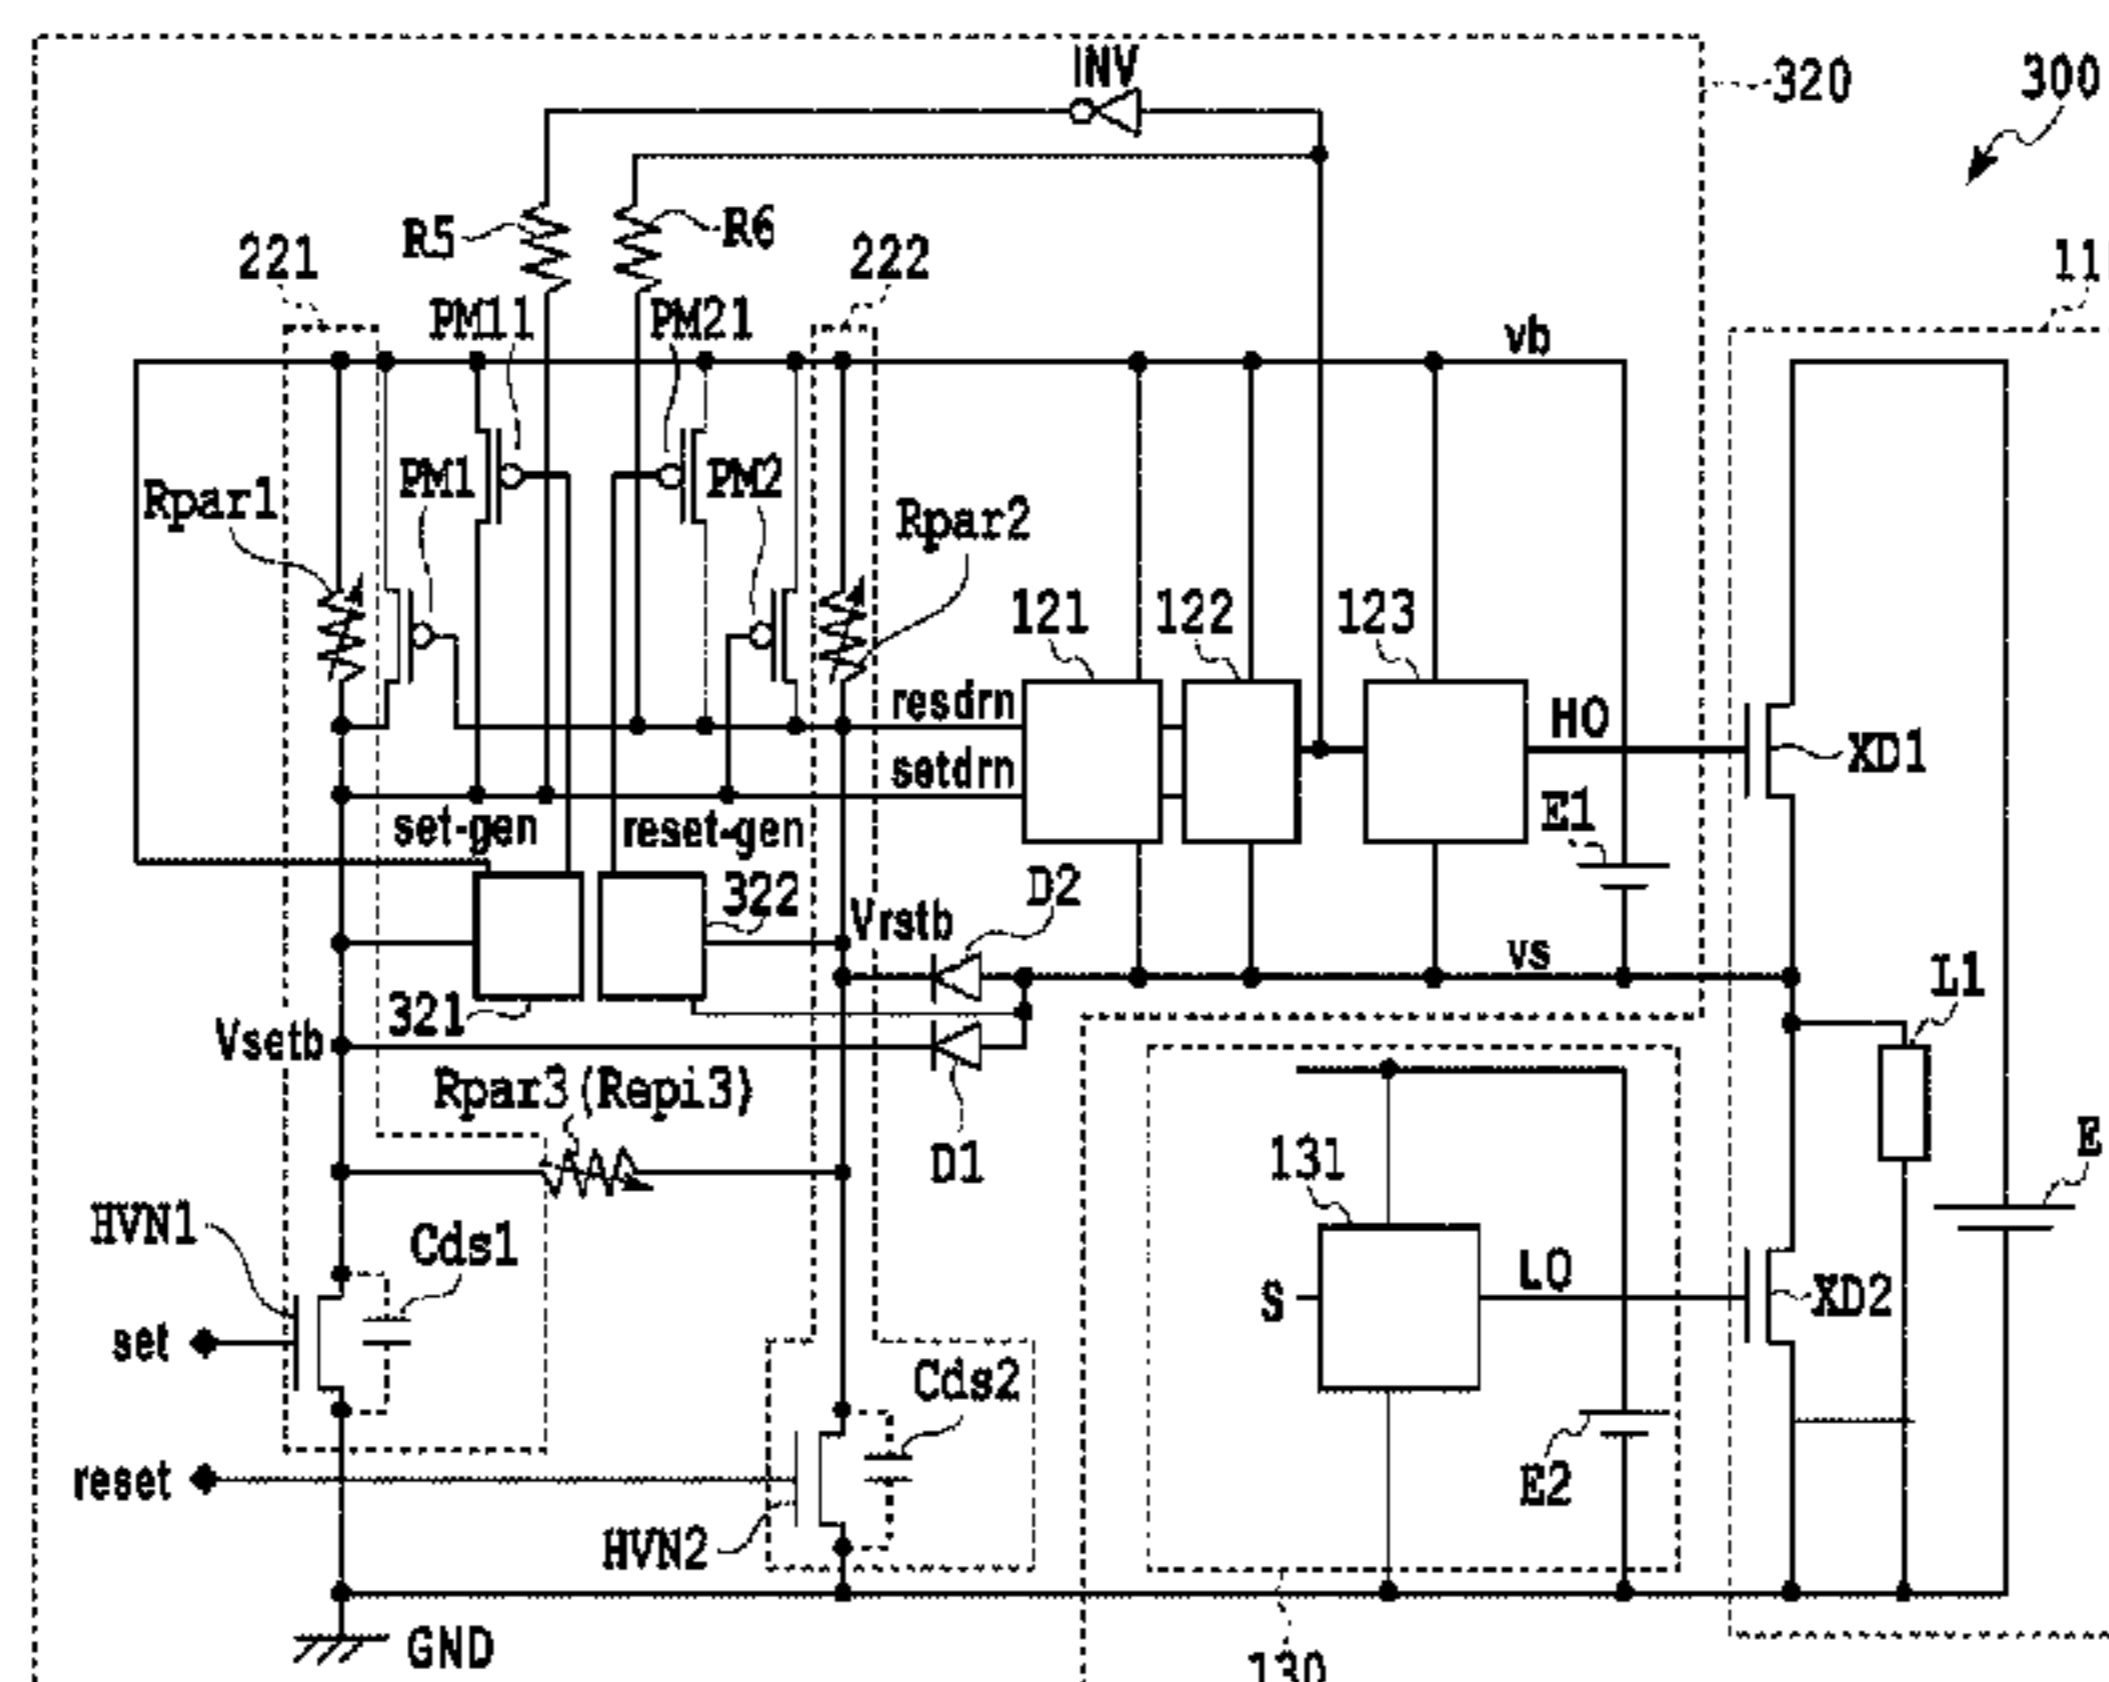 INV
320
300
R5
R6
221
222
11
PM11
PM21
vb
Rpar1
PM1
PM2
Rpar2
121
122
123
resdrn
HO
XD1
setdrn
E1
set-gen
reset-gen
322
Vrstb
D2
vs
L1
321
Vsetb
Rpar3(Repi3)
D1
131
E
HVN1
Cds1
LO
S
XD2
set
Cds2
reset
E2
HVN2
GND
130